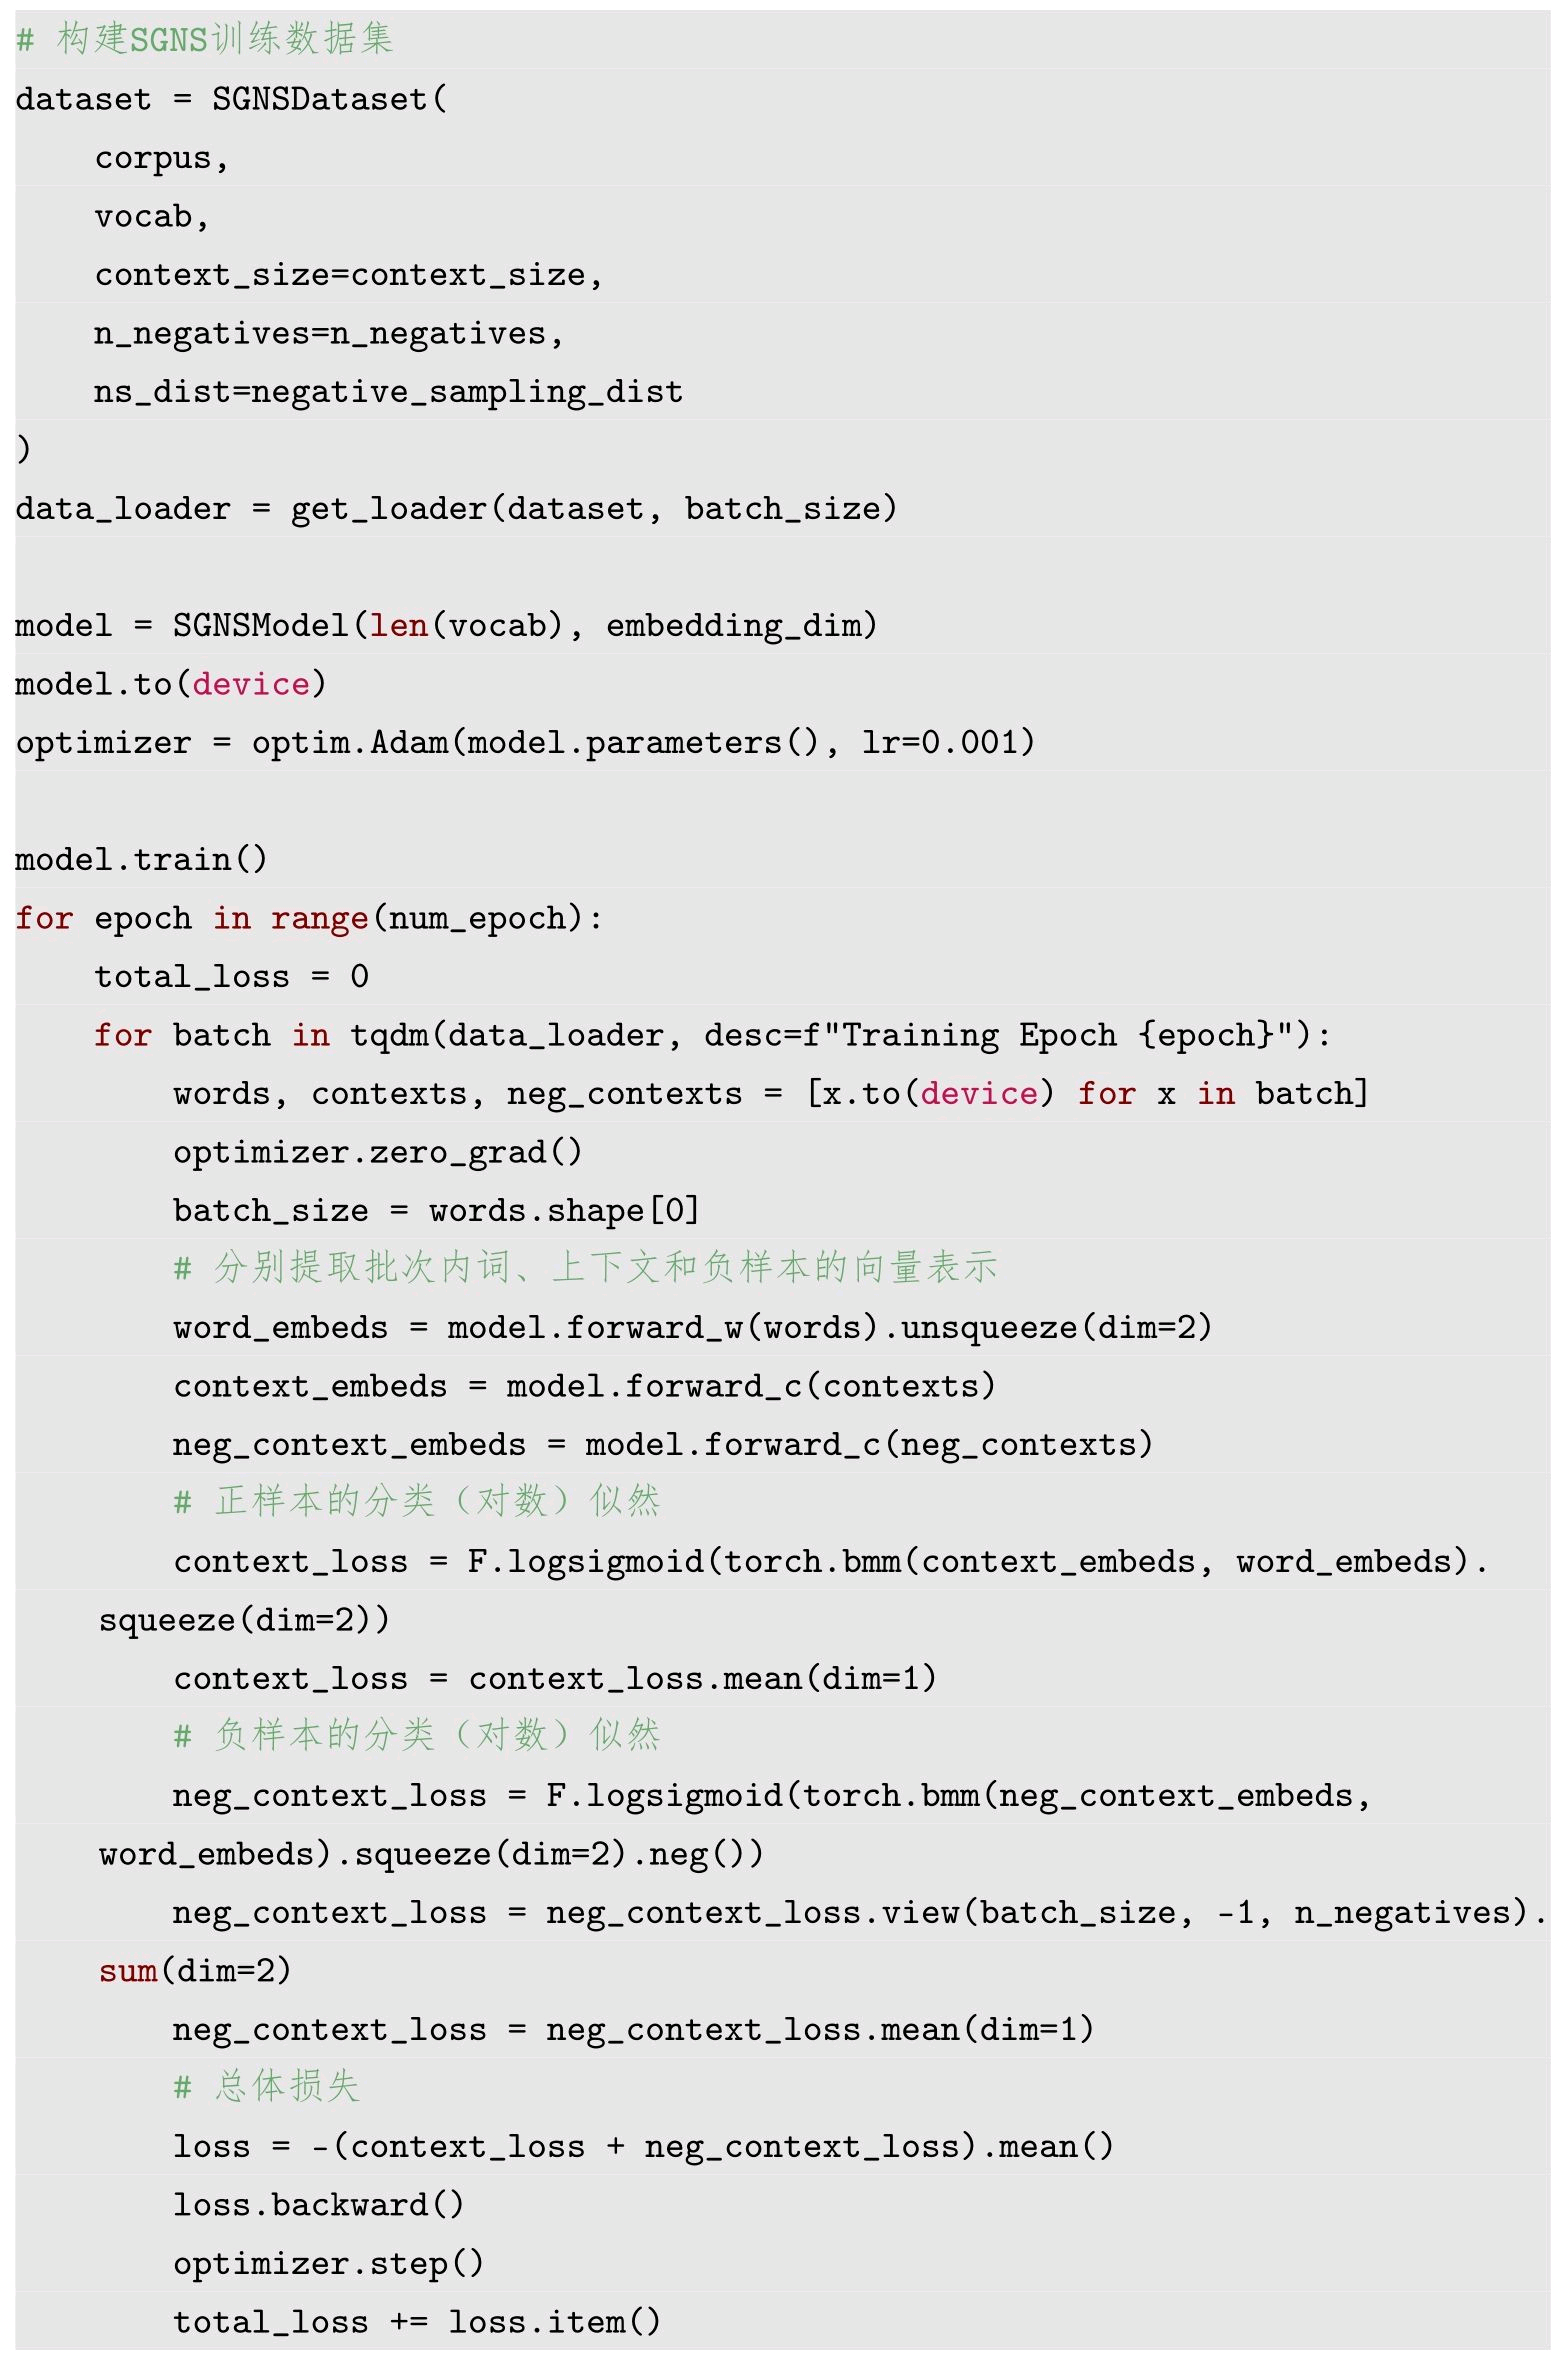 # 构建SGNS训练数据集
dataset = SGNSDataset(
    corpus,
    vocab,
    context_size=context_size,
    n_negatives=n_negatives,
    ns_dist=negative_sampling_dist
)
data_loader = get_loader(dataset, batch_size)

model = SGNSModel(len(vocab), embedding_dim)
model.to(device)
optimizer = optim.Adam(model.parameters(), lr=0.001)

model.train()
for epoch in range(num_epoch):
    total_loss = 0
    for batch in tqdm(data_loader, desc=f"Training Epoch {epoch}"):
        words, contexts, neg_contexts = [x.to(device) for x in batch]
        optimizer.zero_grad()
        batch_size = words.shape[0]
        # 分别提取批次内词、上下文和负样本的向量表示
        word_embeds = model.forward_w(words).unsqueeze(dim=2)
        context_embeds = model.forward_c(contexts)
        neg_context_embeds = model.forward_c(neg_contexts)
        # 正样本的分类（对数）似然
        context_loss = F.logsigmoid(torch.bmm(context_embeds, word_embeds).
    squeeze(dim=2))
        context_loss = context_loss.mean(dim=1)
        # 负样本的分类（对数）似然
        neg_context_loss = F.logsigmoid(torch.bmm(neg_context_embeds,
    word_embeds).squeeze(dim=2).neg())
        neg_context_loss = neg_context_loss.view(batch_size, -1, n_negatives).
    sum(dim=2)
        neg_context_loss = neg_context_loss.mean(dim=1)
        # 总体损失
        loss = -(context_loss + neg_context_loss).mean()
        loss.backward()
        optimizer.step()
        total_loss += loss.item()